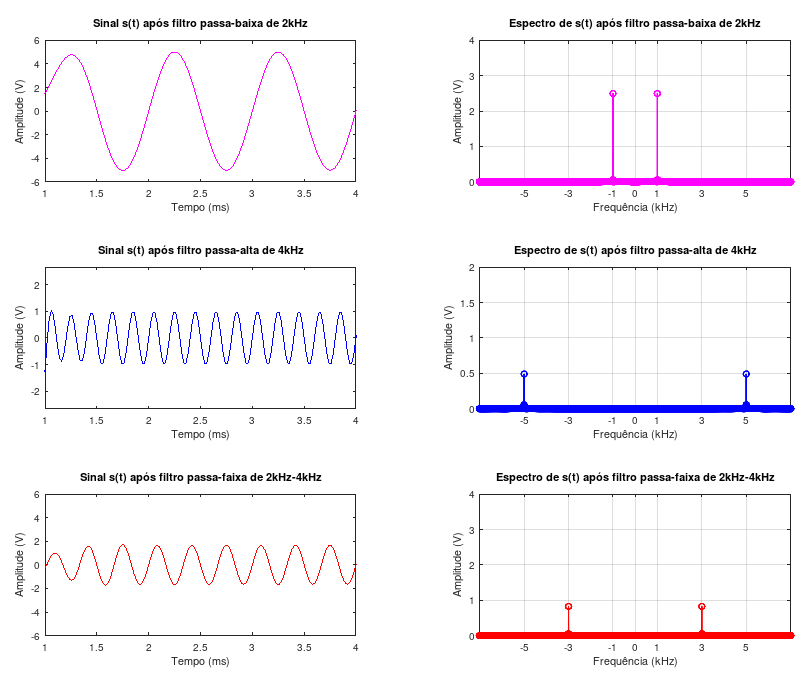 Sinal s(t) após filtro passa-baixa de 2kHz
Amplitude (V)
6
4
2
0
-2
-4
-6
1 1.5 2 2.5 3 3.5 4
Tempo (ms)
Espectro de s(t) após filtro passa-baixa de 2kHz
Amplitude (V)
4
3
2
1
0
-5 -3 -1 0 1 3 5
Frequência (kHz)
Sinal s(t) após filtro passa-alta de 4kHz
Amplitude (V)
2
1
0
-1
-2
1 1.5 2 2.5 3 3.5 4
Tempo (ms)
Espectro de s(t) após filtro passa-alta de 4kHz
Amplitude (V)
2
1.5
1
0.5
0
-5 -3 -1 0 1 3 5
Frequência (kHz)
Sinal s(t) após filtro passa-faixa de 2kHz-4kHz
Amplitude (V)
6
4
2
0
-2
-4
-6
1 1.5 2 2.5 3 3.5 4
Tempo (ms)
Espectro de s(t) após filtro passa-faixa de 2kHz-4kHz
Amplitude (V)
4
3
2
1
0
-5 -3 -1 0 1 3 5
Frequência (kHz)